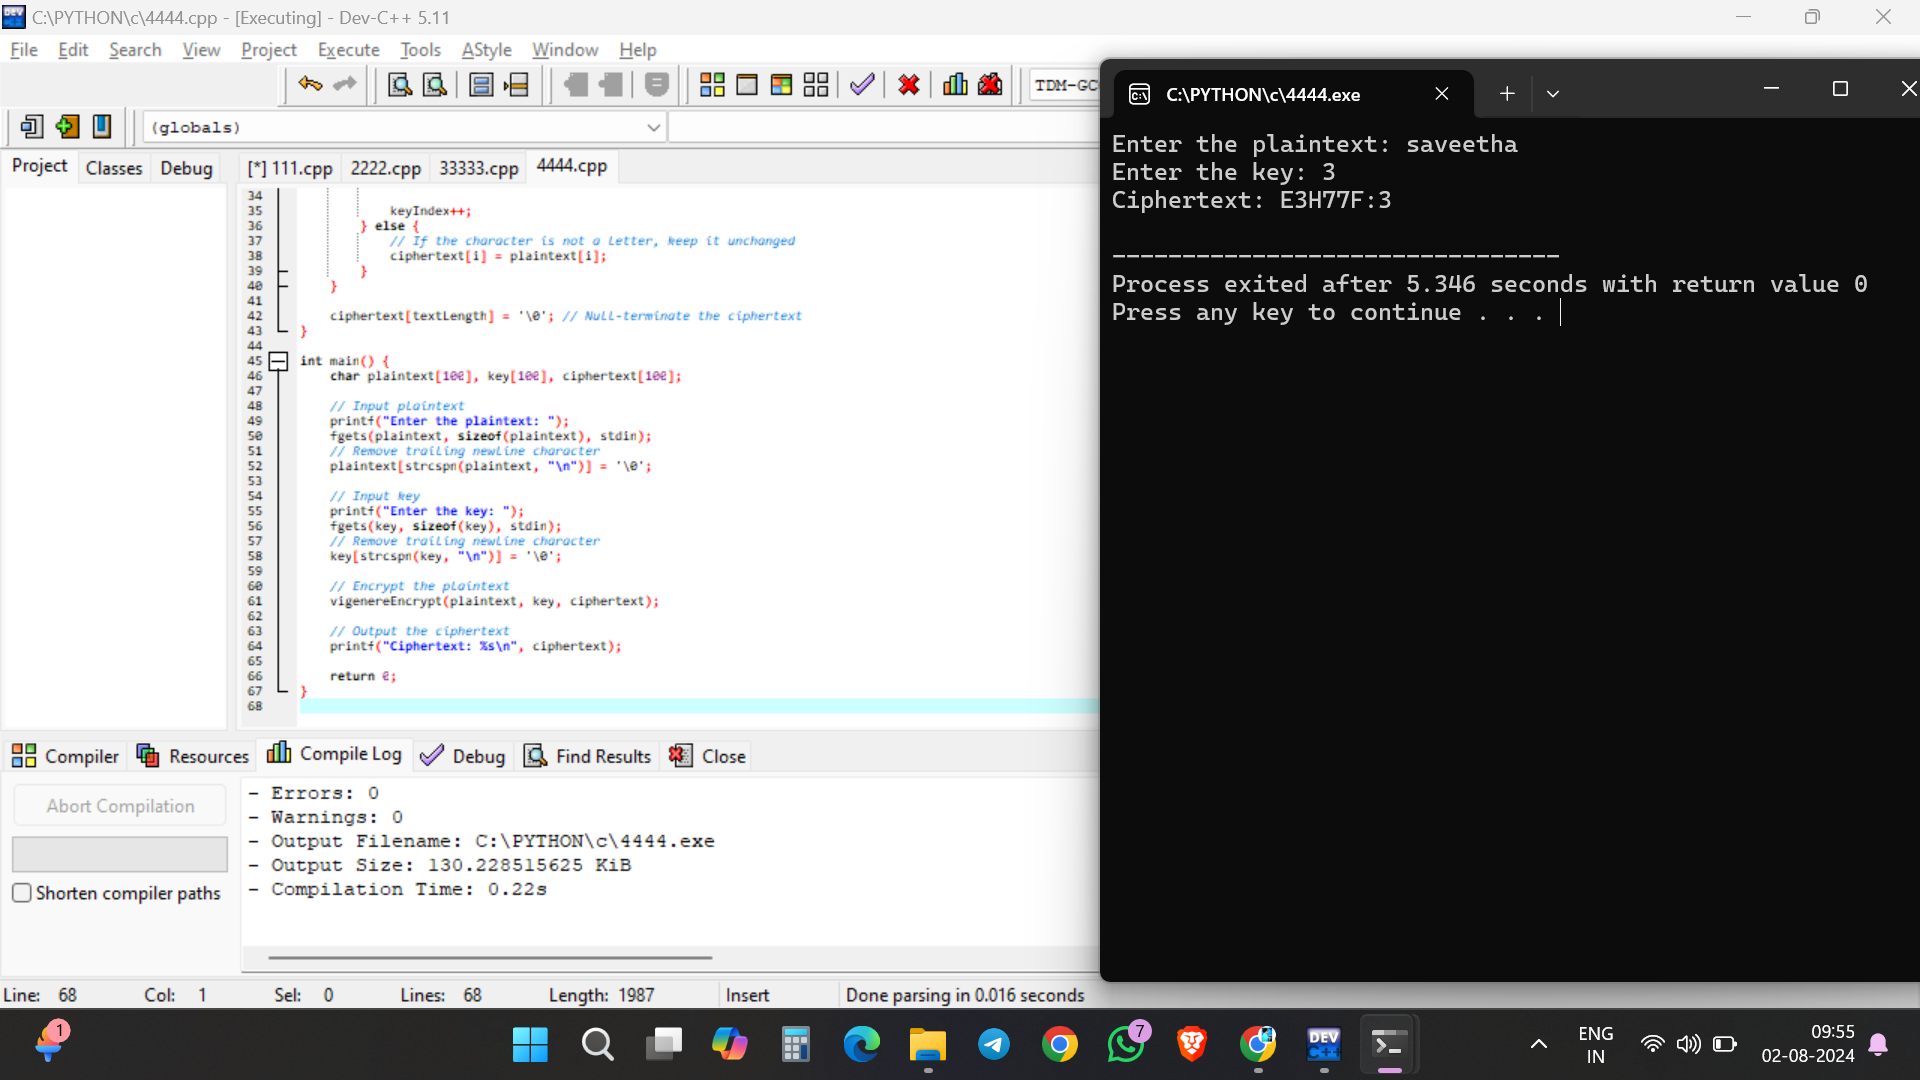 C:\PYTHON\c\4444.cpp - [Executing] - Dev-C++ 5.11
File Edit Search View Project Execute Tools AStyle Window Help
TDM-GC
(globals)
Project Classes Debug
[*] 111.cpp 2222.cpp 33333.cpp 4444.cpp
34
35 keyIndex++;
36 } else {
37 // If the character is not a letter, keep it unchanged
38 ciphertext[i] = plaintext[i];
39 }
40 }
41
42 ciphertext[textLength] = '\0'; // Null-terminate the ciphertext
43 }
44
45 int main() {
46 char plaintext[100], key[100], ciphertext[100];
47
48 // Input plaintext
49 printf("Enter the plaintext: ");
50 fgets(plaintext, sizeof(plaintext), stdin);
51 // Remove trailing newline character
52 plaintext[strcspn(plaintext, "\n")] = '\0';
53
54 // Input key
55 printf("Enter the key: ");
56 fgets(key, sizeof(key), stdin);
57 // Remove trailing newline character
58 key[strcspn(key, "\n")] = '\0';
59
60 // Encrypt the plaintext
61 vigenereEncrypt(plaintext, key, ciphertext);
62
63 // Output the ciphertext
64 printf("Ciphertext: %s\n", ciphertext);
65
66 return 0;
67 }
68
C:\PYTHON\c\4444.exe
Enter the plaintext: saveetha
Enter the key: 3
Ciphertext: E3H77F:3
--------------------------------
Process exited after 5.346 seconds with return value 0
Press any key to continue . . .
Compiler Resources Compile Log Debug Find Results Close
Abort Compilation
Shorten compiler paths
- Errors: 0
- Warnings: 0
- Output Filename: C:\PYTHON\c\4444.exe
- Output Size: 130.228515625 KiB
- Compilation Time: 0.22s
Line: 68 Col: 1 Sel: 0 Lines: 68 Length: 1987 Insert Done parsing in 0.016 seconds
1
7
DEV C++
ENG
IN
09:55
02-08-2024